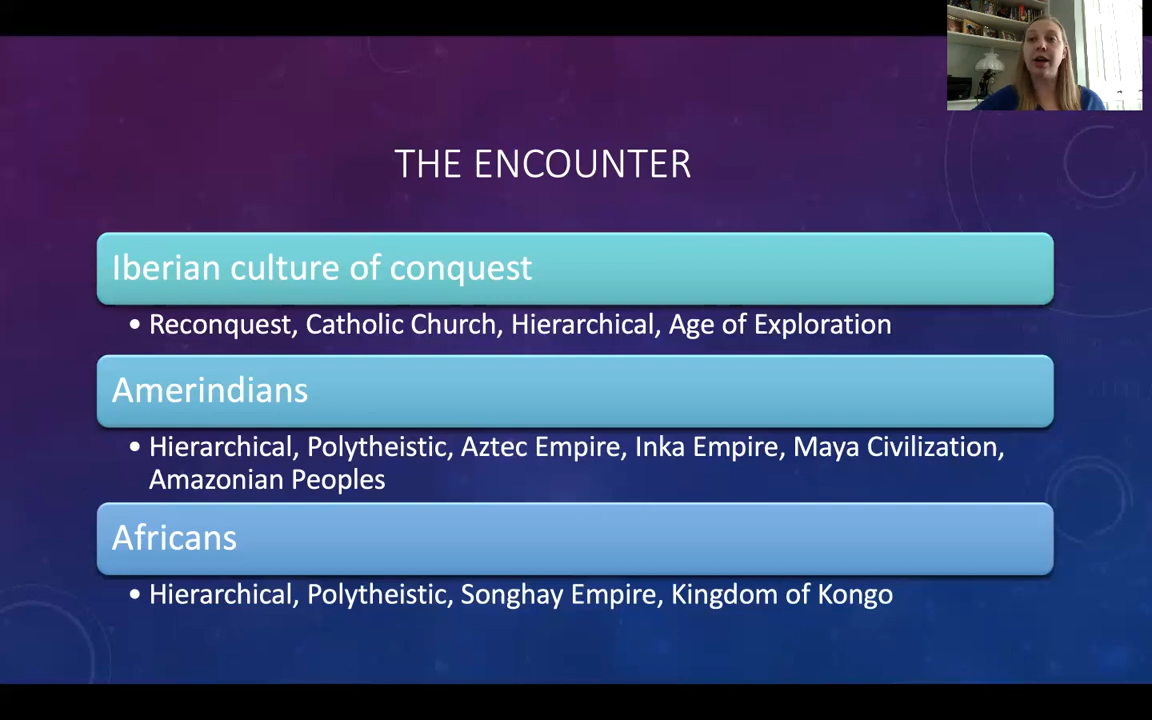 THE ENCOUNTER
Iberian culture of conquest
• Reconquest, Catholic Church, Hierarchical, Age of Exploration
Amerindians
• Hierarchical, Polytheistic, Aztec Empire, Inka Empire, Maya Civilization,
Amazonian Peoples
Africans
• Hierarchical, Polytheistic, Songhay Empire, Kingdom of Kongo